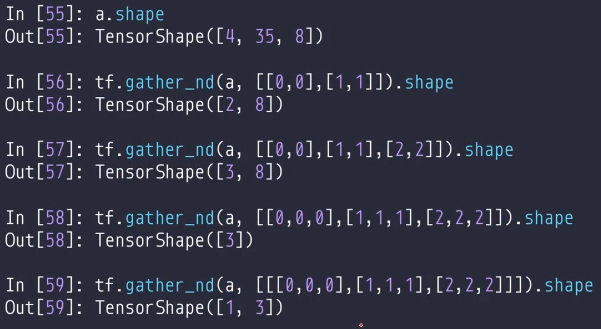 In [55]: a.shape
Out[55]: TensorShape([4, 35, 8])
In [56]: tf.gather_nd(a, [[0,0],[1,1]]).shape
Out[56]: TensorShape([2, 8])
In [57]: tf.gather_nd(a, [[0,0],[1,1],[2,2]]).shape
Out[57]: TensorShape([3, 8])
In [58]: tf.gather_nd(a, [[0,0,0],[1,1,1],[2,2,2]]).shape
Out[58]: TensorShape([3])
In [59]: tf.gather_nd(a, [[[0,0,0],[1,1,1],[2,2,2]]]).shape
Out[59]: TensorShape([1, 3])